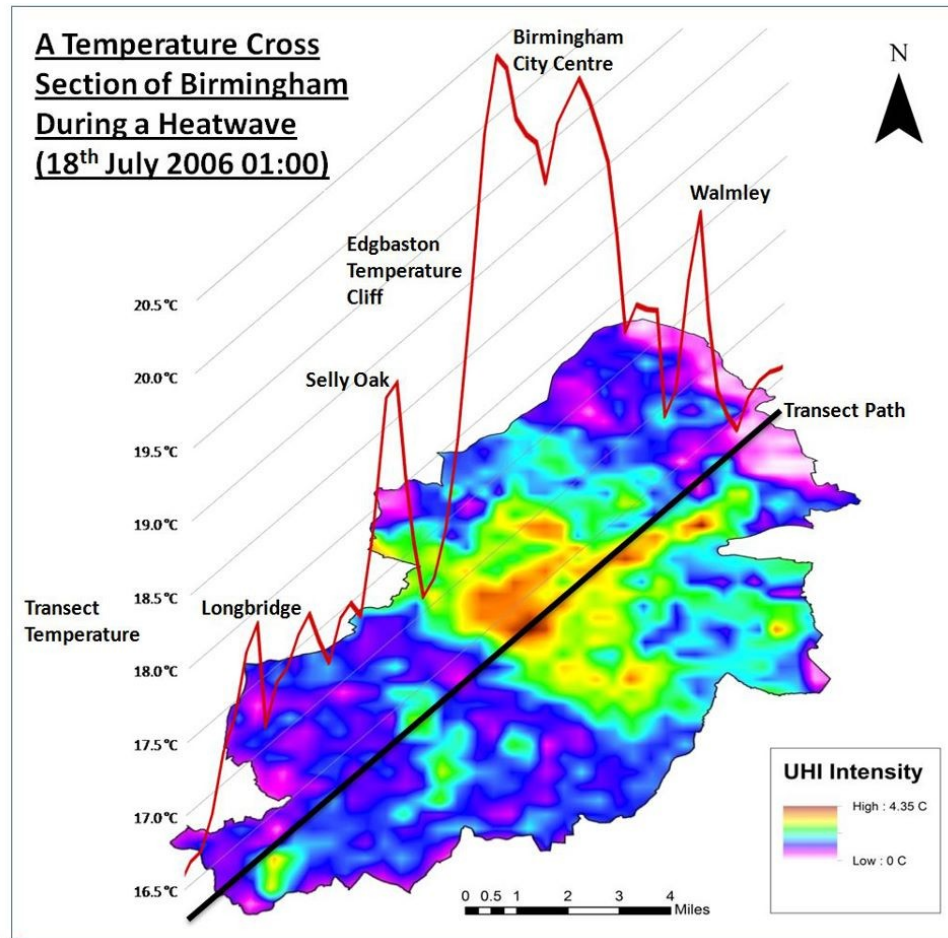 A Temperature Cross
Section of Birmingham
During a Heatwave
(18th July 2006 01:00)
Birmingham
City Centre
N
Walmley
Edgbaston
Temperature
Cliff
20.5°C
20.0°C
Selly Oak
Transect Path
19.5°C
19.0°C
18.5°C
Transect
Temperature
Longbridge
18.0°C
17.5°C
17.0°C
16.5°C
UHI Intensity
High : 4.35 C
Low : 0 C
0 0.5 1 2 3 4
Miles